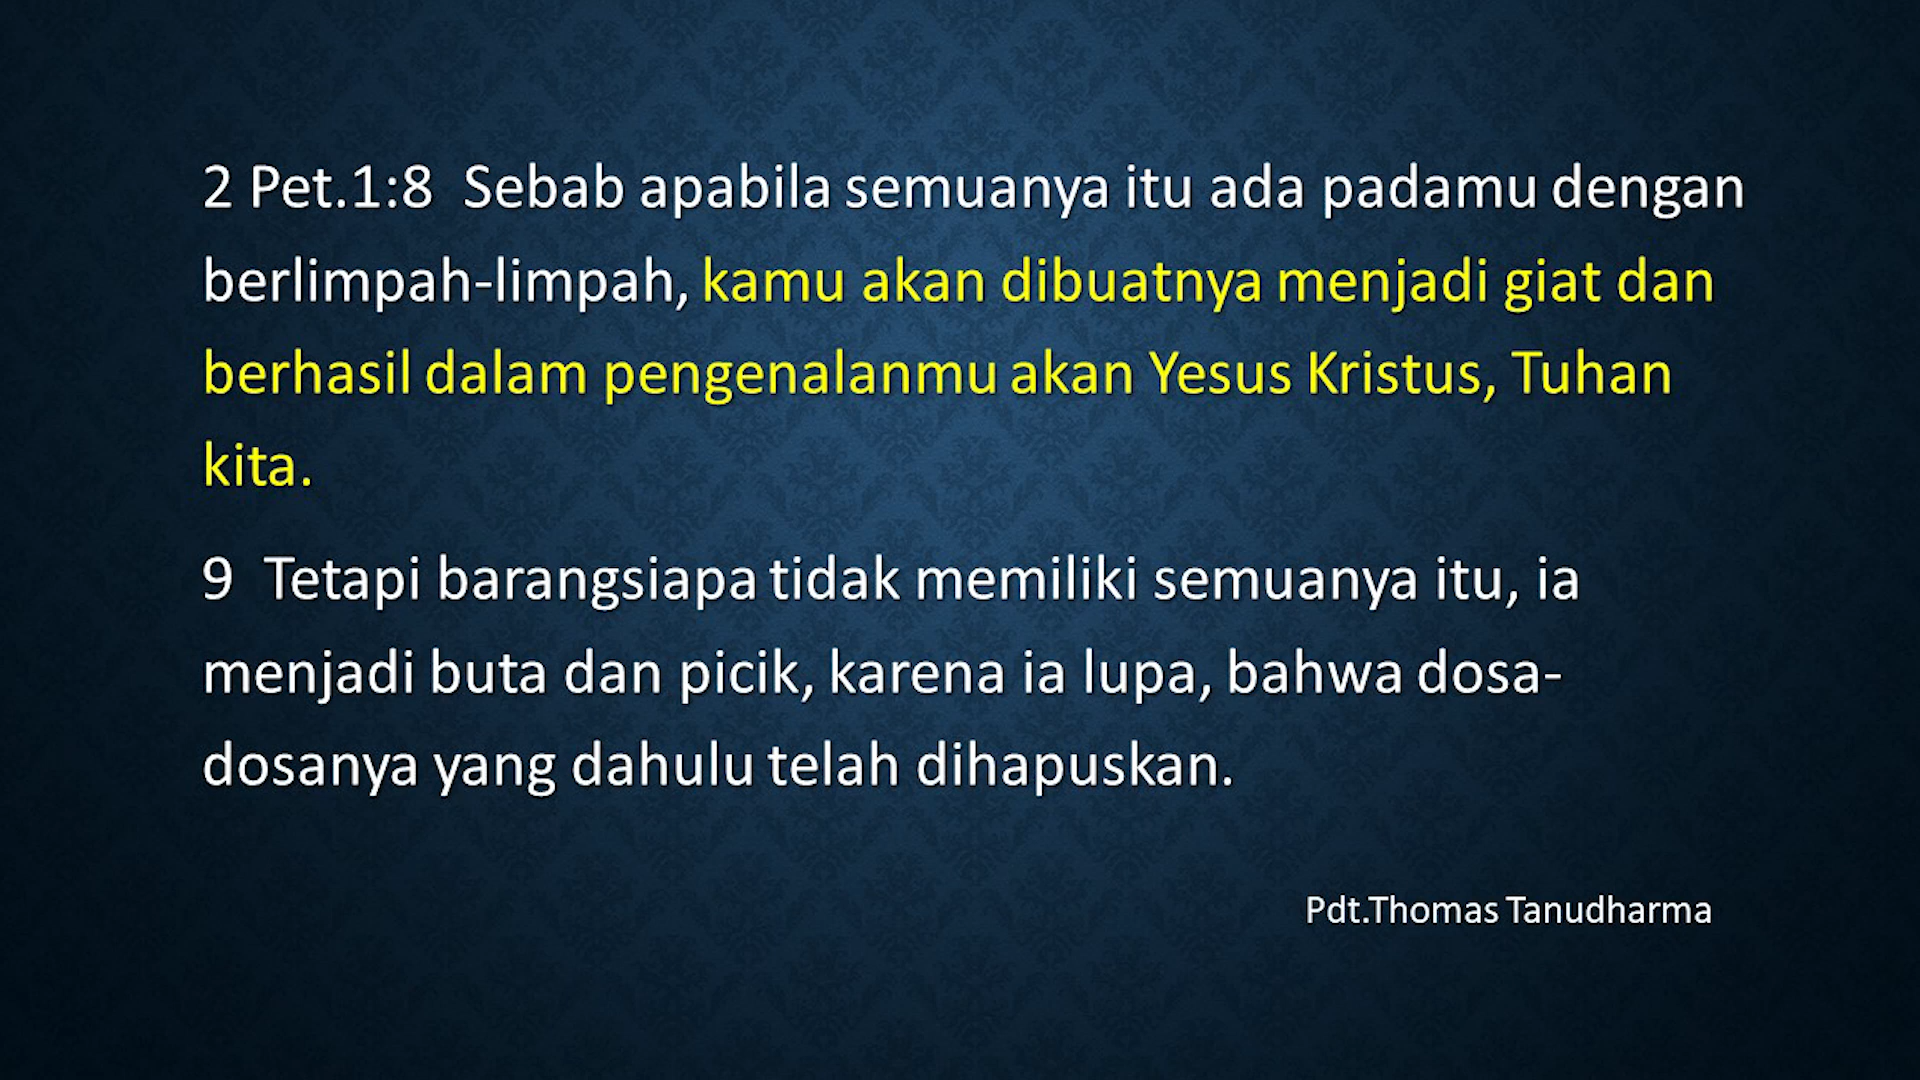 2 Pet.1:8  Sebab apabila semuanya itu ada padamu dengan
berlimpah-limpah, kamu akan dibuatnya menjadi giat dan
berhasil dalam pengenalanmu akan Yesus Kristus, Tuhan
kita.
9  Tetapi barangsiapa tidak memiliki semuanya itu, ia
menjadi buta dan picik, karena ia lupa, bahwa dosa-
dosanya yang dahulu telah dihapuskan.
Pdt.Thomas Tanudharma